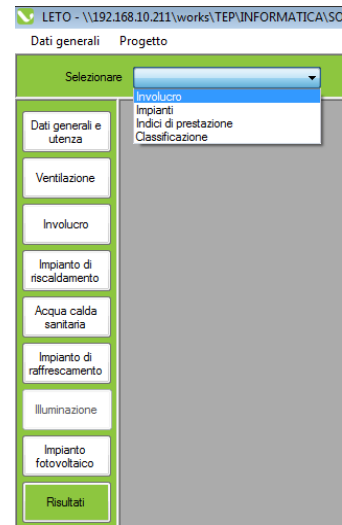 LETO - \\192.168.10.211\works\TEP\INFORMATICA\SO
Dati generali Progetto
Selezionare
Involucro
Impianti
Indici di prestazione
Classificazione
Dati generali e
utenza
Ventilazione
Involucro
Impianto di
riscaldamento
Acqua calda
sanitaria
Impianto di
raffrescamento
Illuminazione
Impianto
fotovoltaico
Risultati